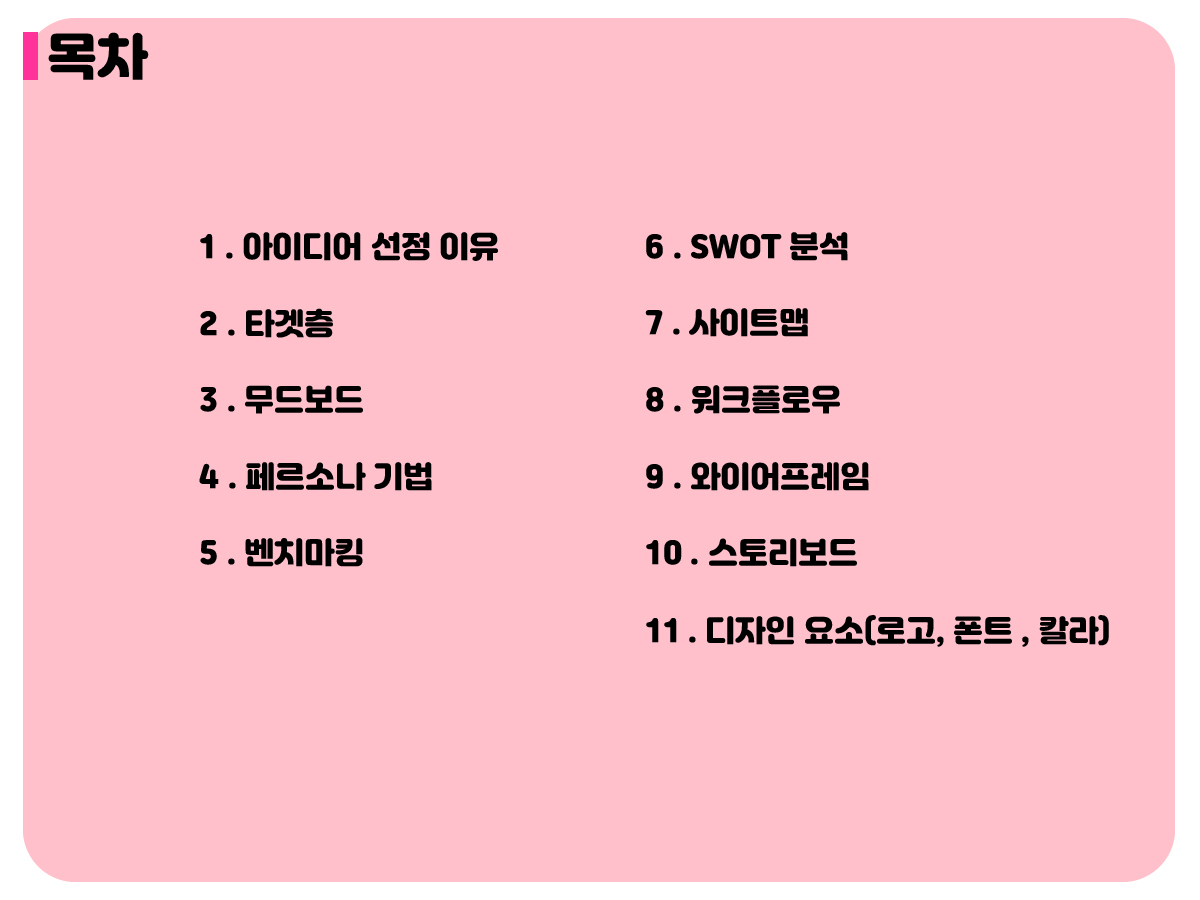 목차
1 . 아이디어 선정 이유
2 . 타겟층
3 . 무드보드
4 . 페르소나 기법
5 . 벤치마킹
6 . SWOT 분석
7 . 사이트맵
8 . 워크플로우
9 . 와이어프레임
10 . 스토리보드
11 . 디자인 요소(로고, 폰트 , 칼라)